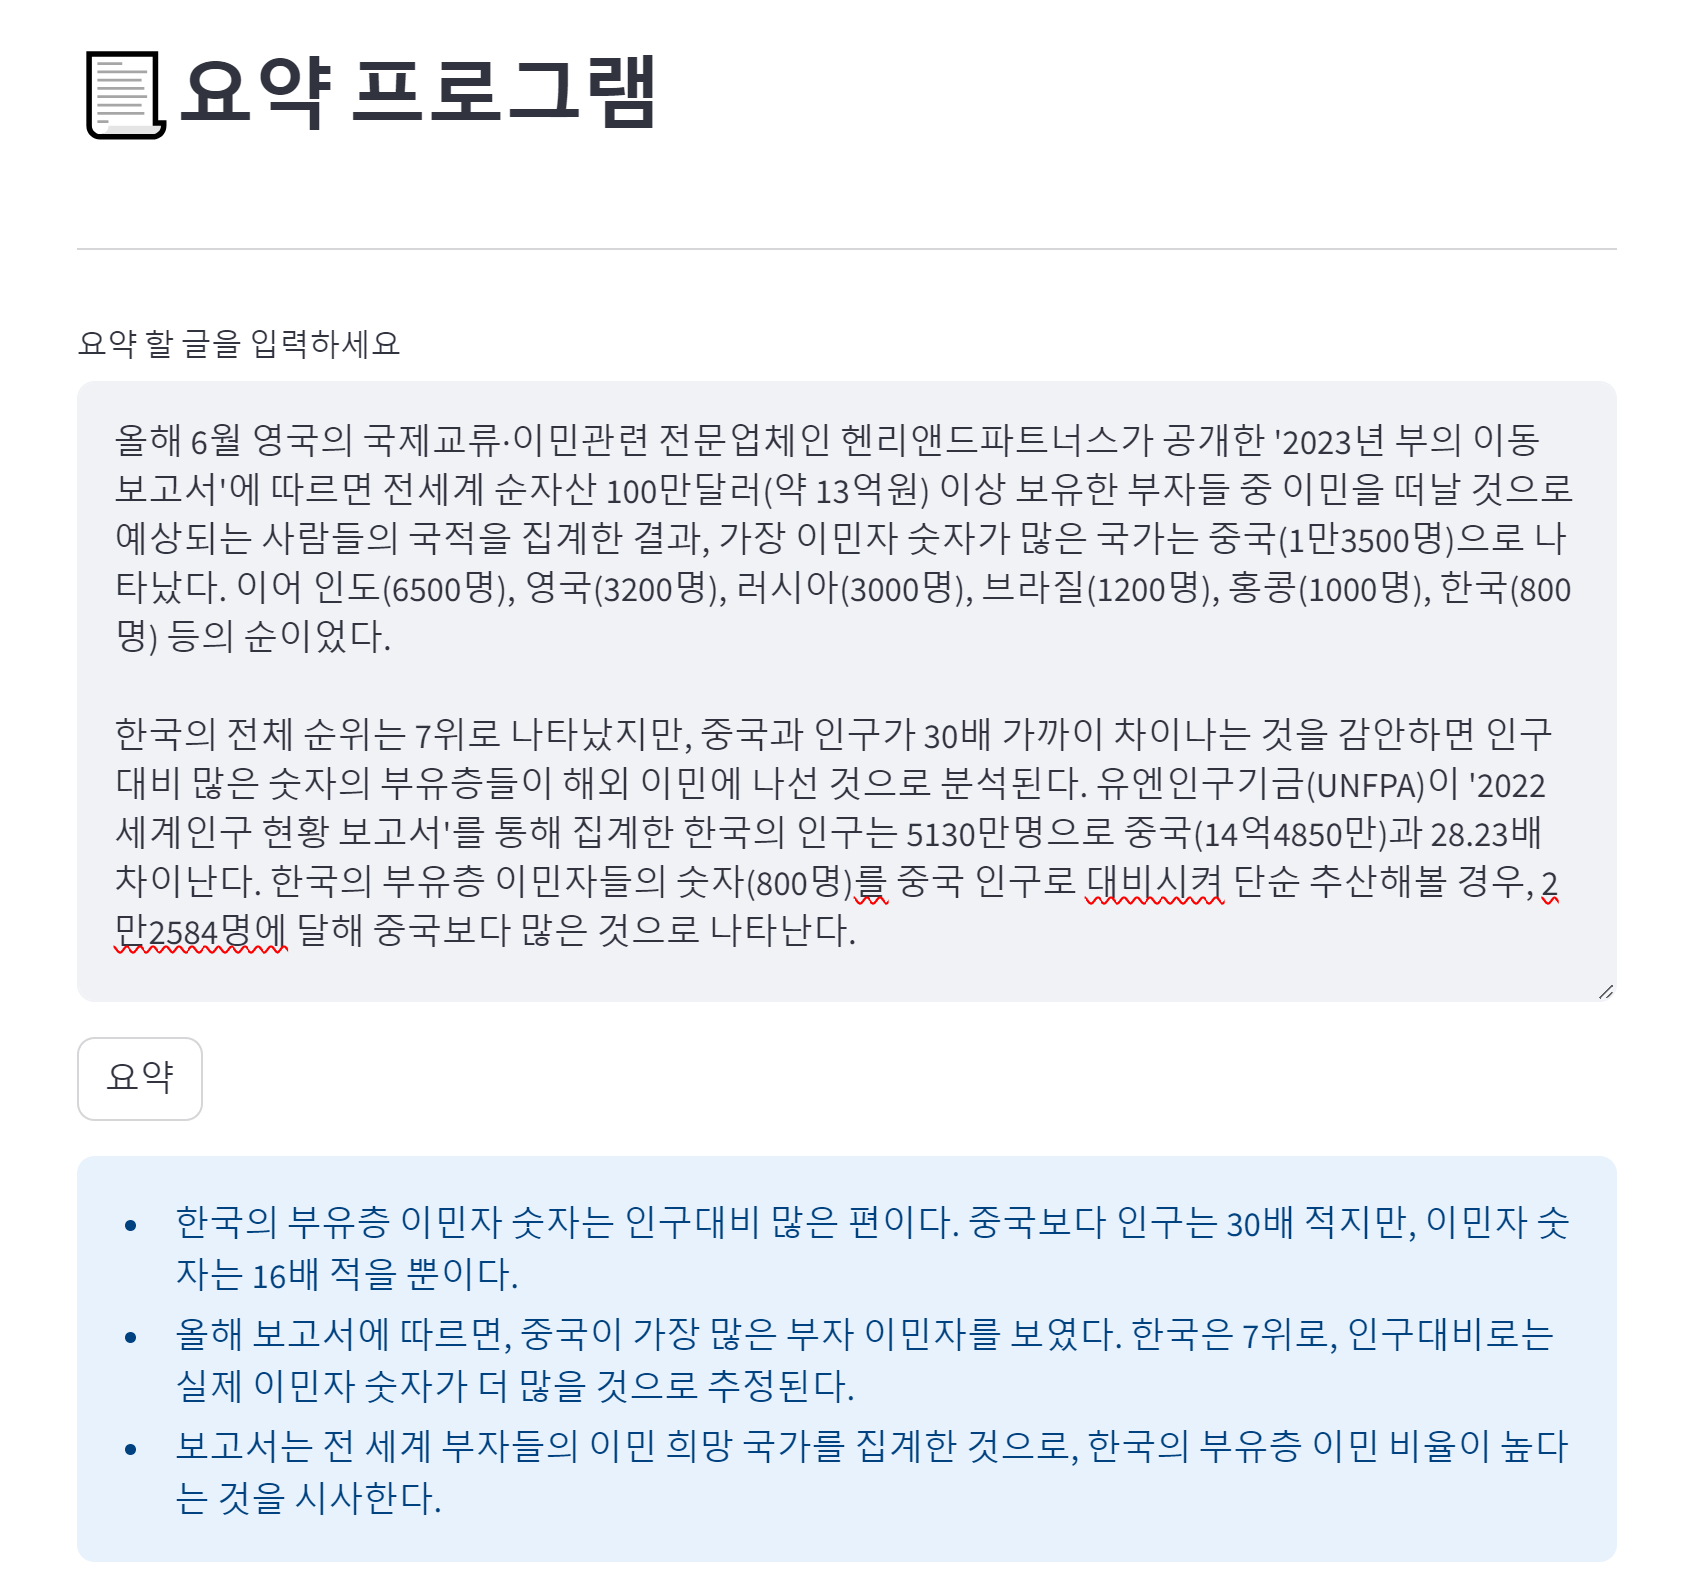 요약 프로그램
요약 할 글을 입력하세요
올해 6월 영국의 국제교류·이민관련 전문업체인 헨리앤드파트너스가 공개한 '2023년 부의 이동
보고서'에 따르면 전세계 순자산 100만달러(약 13억원) 이상 보유한 부자들 중 이민을 떠날 것으로
예상되는 사람들의 국적을 집계한 결과, 가장 이민자 숫자가 많은 국가는 중국(1만3500명)으로 나
타났다. 이어 인도(6500명), 영국(3200명), 러시아(3000명), 브라질(1200명), 홍콩(1000명), 한국(800
명) 등의 순이었다.
한국의 전체 순위는 7위로 나타났지만, 중국과 인구가 30배 가까이 차이나는 것을 감안하면 인구
대비 많은 숫자의 부유층들이 해외 이민에 나선 것으로 분석된다. 유엔인구기금(UNFPA)이 '2022
세계인구 현황 보고서'를 통해 집계한 한국의 인구는 5130만명으로 중국(14억4850만)과 28.23배
차이난다. 한국의 부유층 이민자들의 숫자(800명)를 중국 인구로 대비시켜 단순 추산해볼 경우, 2
만2584명에 달해 중국보다 많은 것으로 나타난다.
요약
• 한국의 부유층 이민자 숫자는 인구대비 많은 편이다. 중국보다 인구는 30배 적지만, 이민자 숫
자는 16배 적을 뿐이다.
• 올해 보고서에 따르면, 중국이 가장 많은 부자 이민자를 보였다. 한국은 7위로, 인구대비로는
실제 이민자 숫자가 더 많을 것으로 추정된다.
• 보고서는 전 세계 부자들의 이민 희망 국가를 집계한 것으로, 한국의 부유층 이민 비율이 높다
는 것을 시사한다.